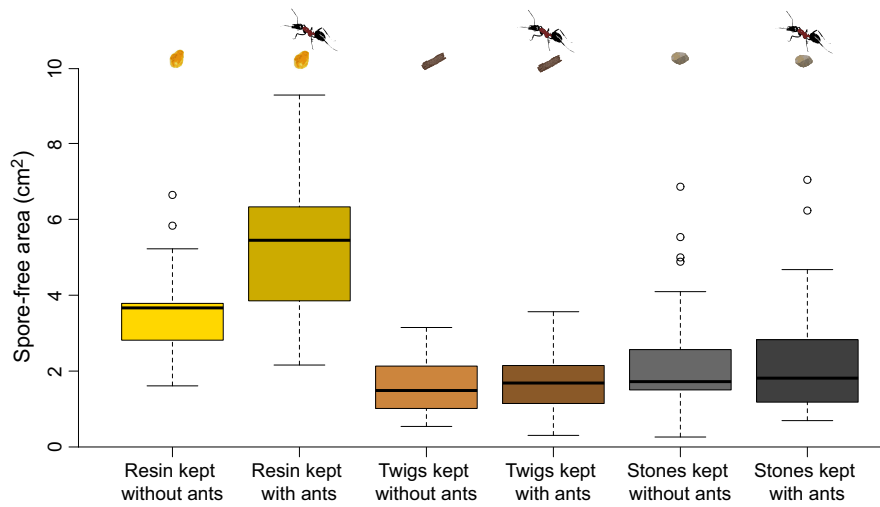 10
8
6
4
2
0
Spore-free area (cm²)
Resin kept without ants
Resin kept with ants
Twigs kept without ants
Twigs kept with ants
Stones kept without ants
Stones kept with ants